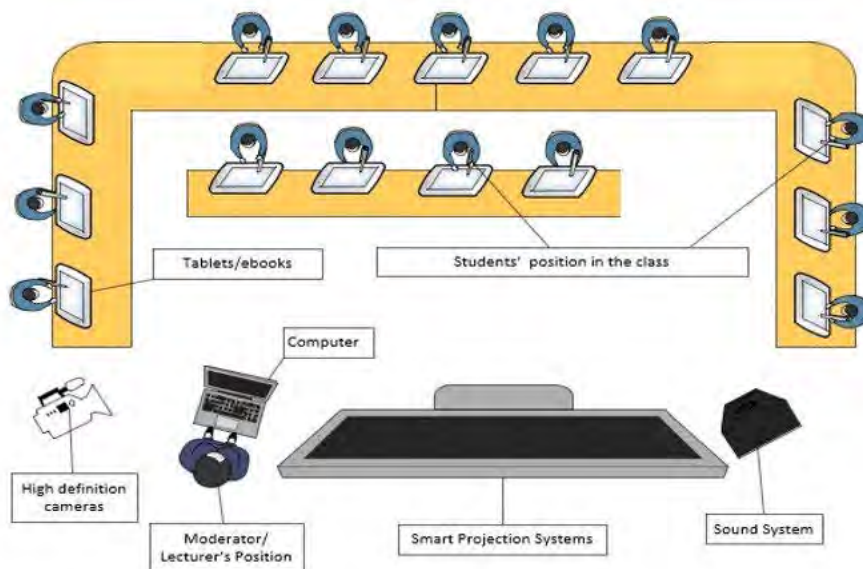 Tablets/ebooks
Students' position in the class
Computer
High definition
cameras
Moderator/
Lecturer's Position
Smart Projection Systems
Sound System